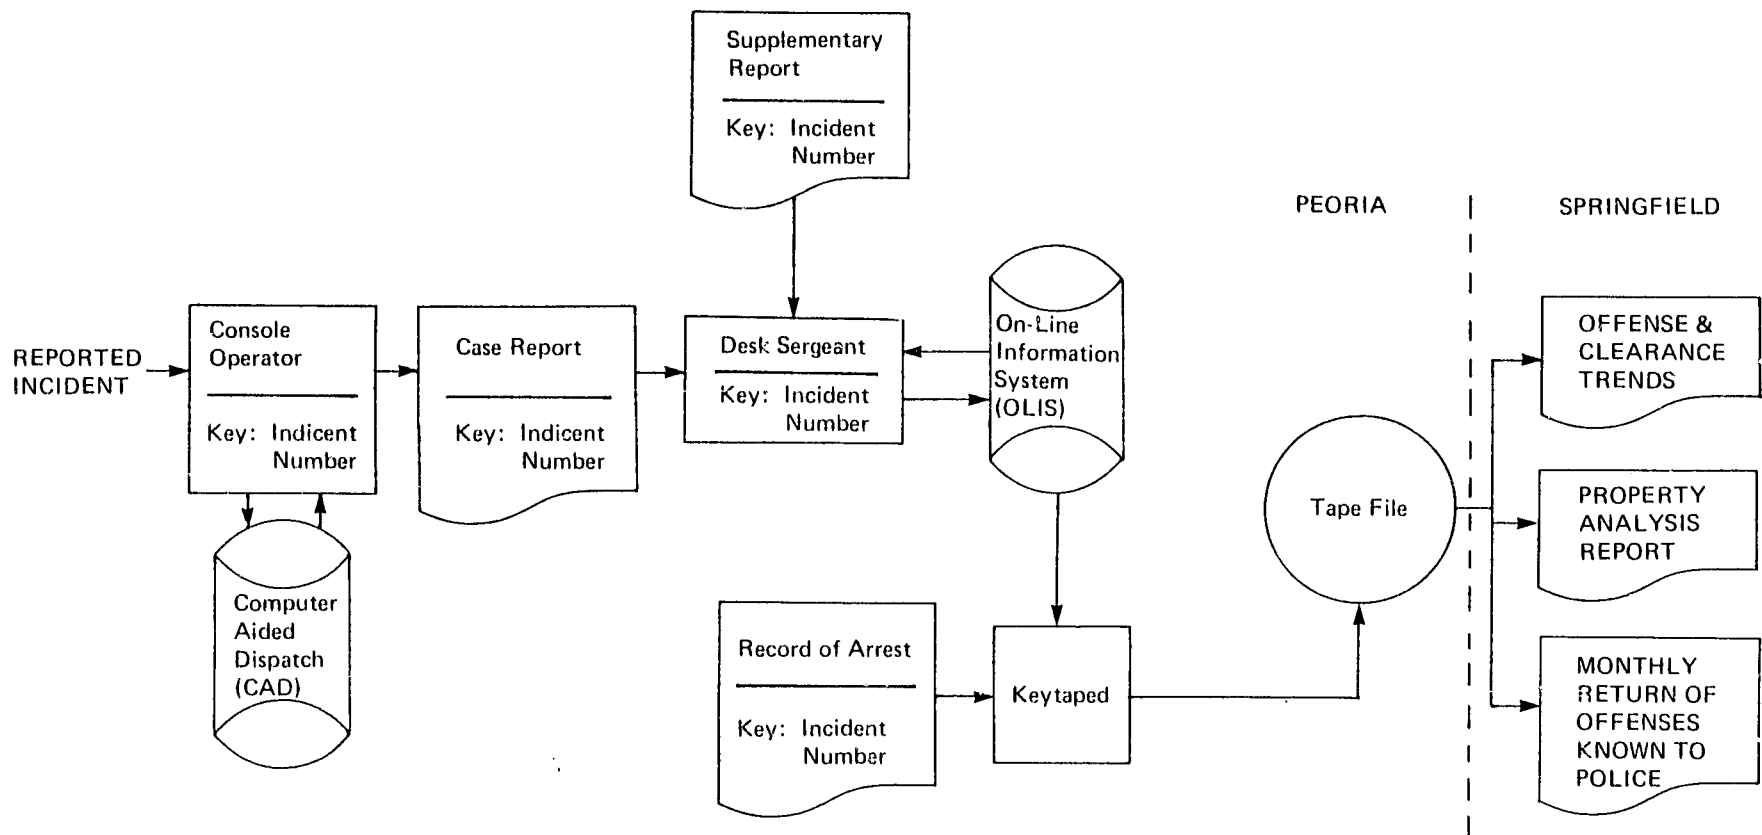 Supplementary
Report
Key: Incident
Number
PEORIA
SPRINGFIELD
REPORTED
INCIDENT
Console
Operator
Key: Indicent
Number
Case Report
Key: Indicent
Number
Desk Sergeant
Key: Incident
Number
On-Line
Information
System
(OLIS)
Computer
Aided
Dispatch
(CAD)
Record of Arrest
Key: Incident
Number
Keytaped
Tape File
OFFENSE &
CLEARANCE
TRENDS
PROPERTY
ANALYSIS
REPORT
MONTHLY
RETURN OF
OFFENSES
KNOWN TO
POLICE